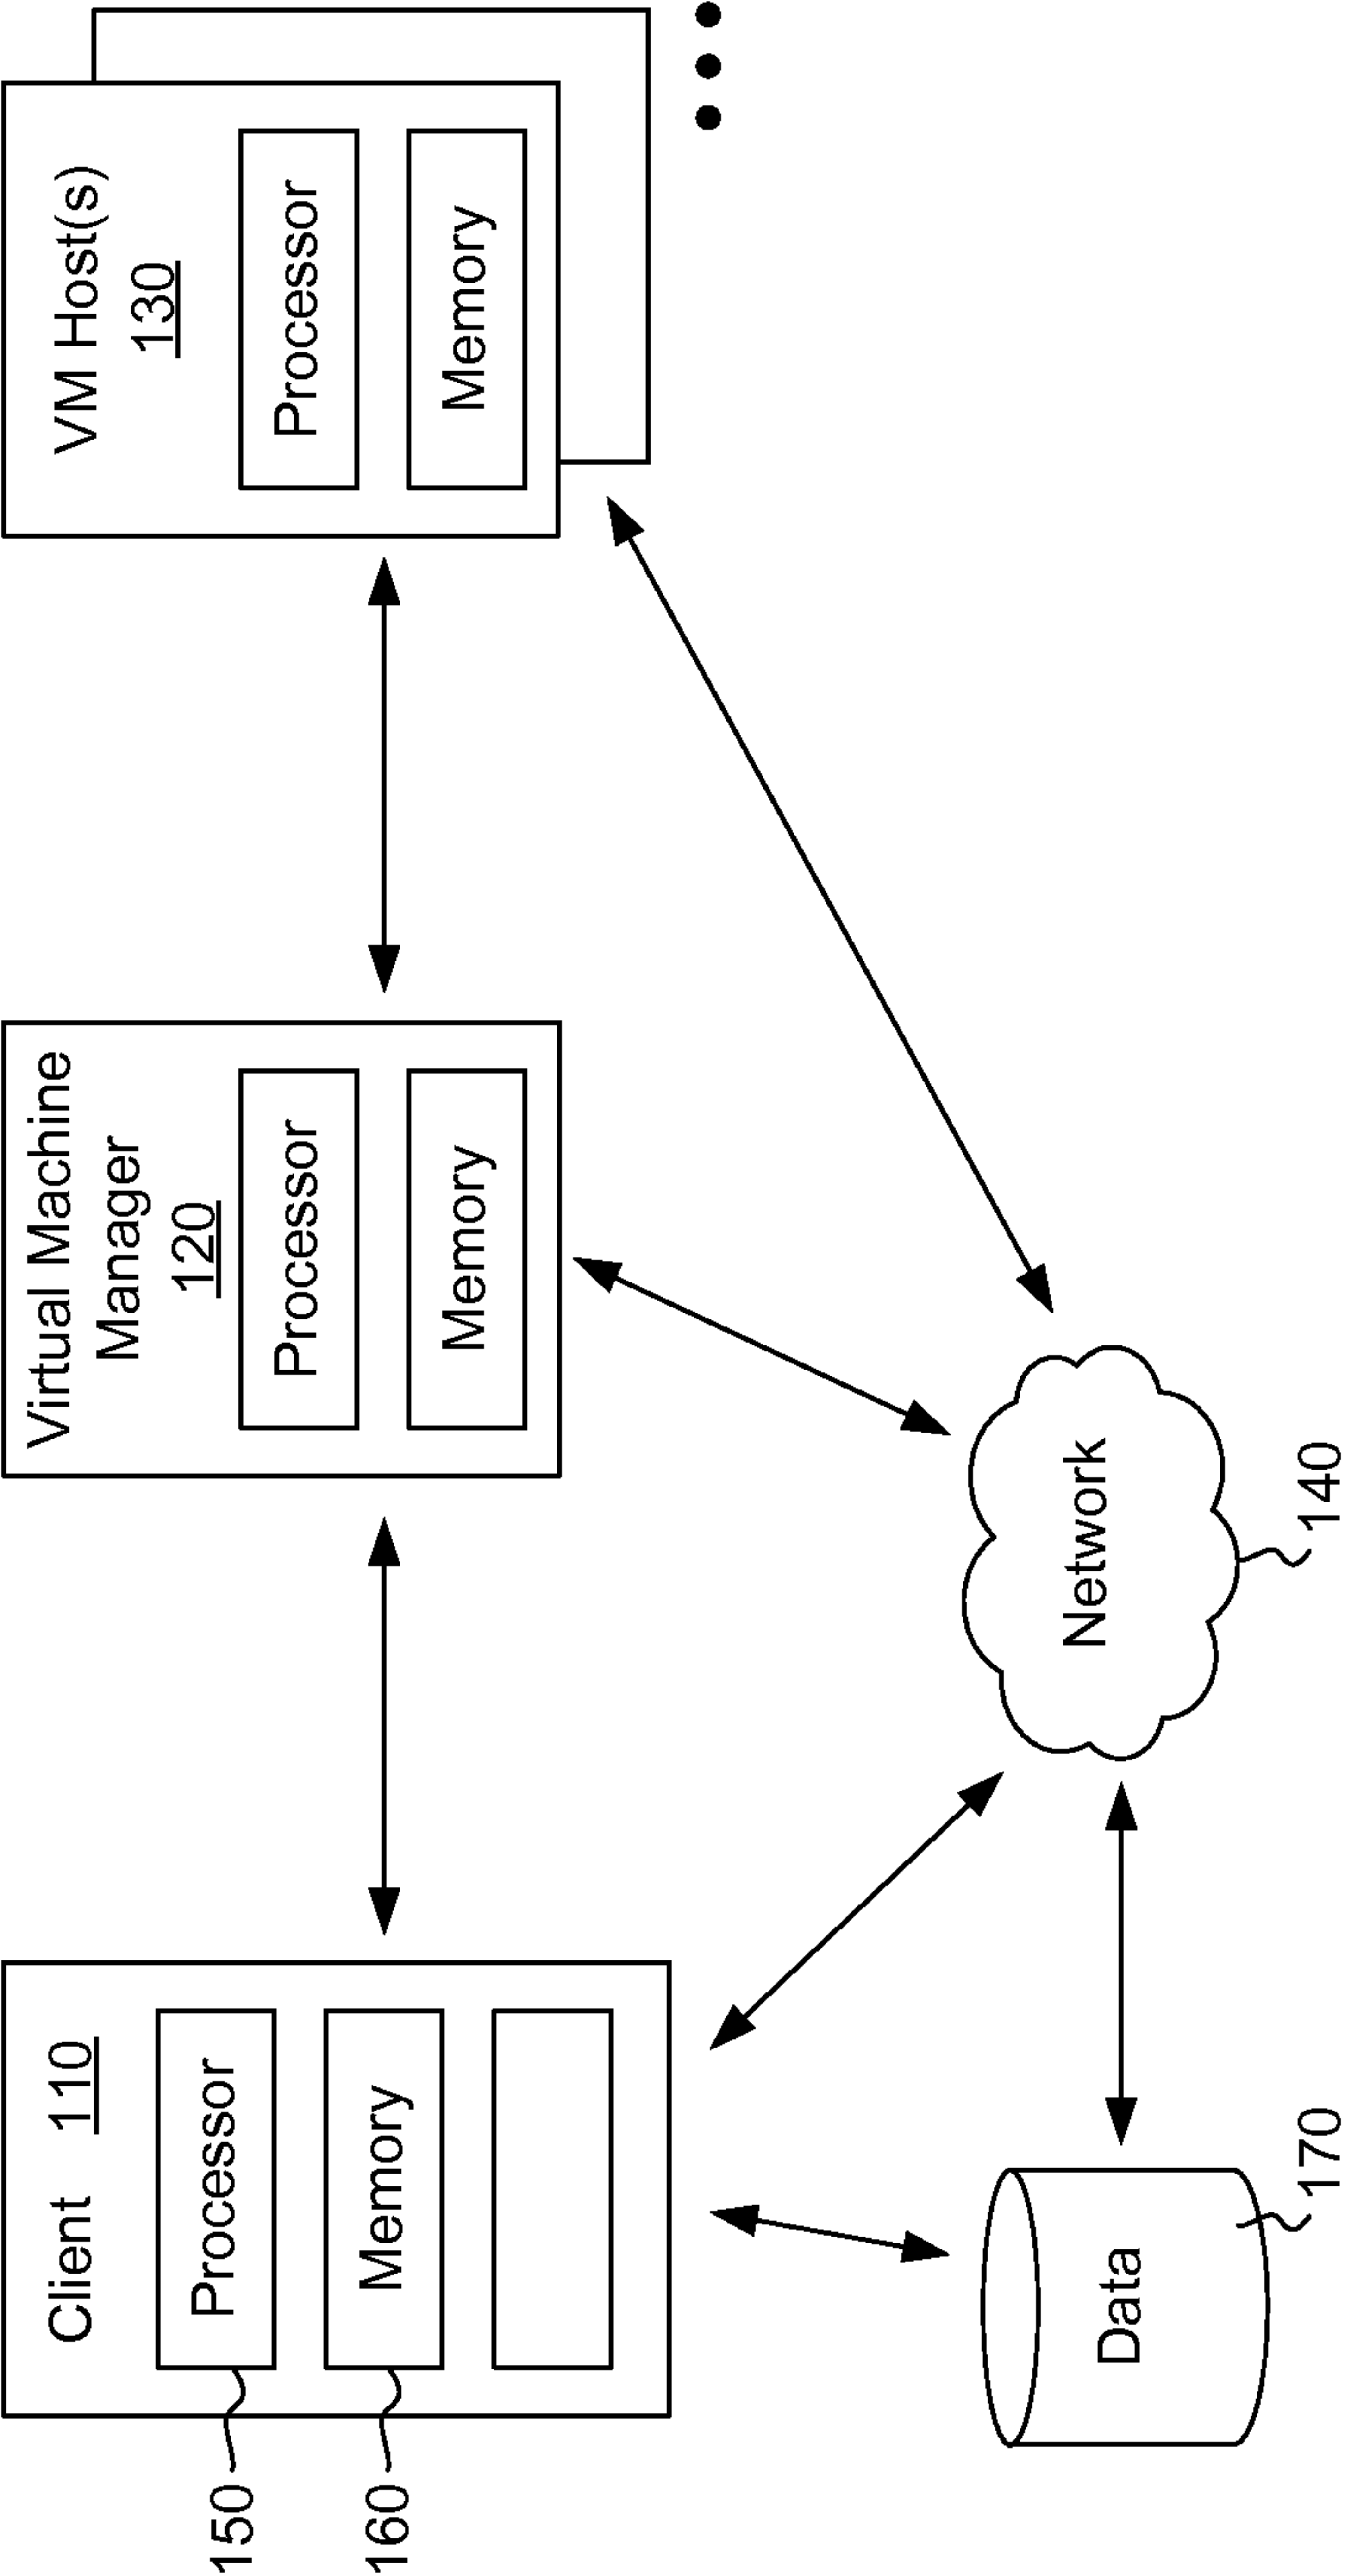 Client 110
Processor
Memory
150
160
Virtual Machine
Manager
120
Processor
Memory
VM Host(s)
130
Processor
Memory
Data
170
Network
140